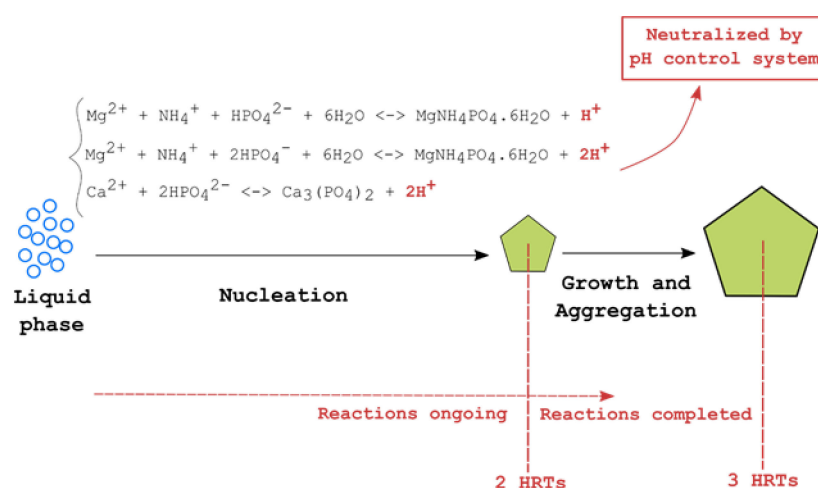 Neutralized by
pH control system
Mg²⁺ + NH₄⁺ + HPO₄²⁻ + 6H₂O <-> MgNH4PO4.6H₂O + H⁺
Mg²⁺ + NH₄⁺ + 2HPO₄⁻ + 6H₂O <-> MgNH4PO4.6H₂O + 2H⁺
Ca²⁺ + 2HPO₄²⁻ <-> Ca₃(PO₄)₂ + 2H⁺
Liquid
phase
Nucleation
Growth and
Aggregation
Reactions ongoing
Reactions completed
2 HRTs
3 HRTs